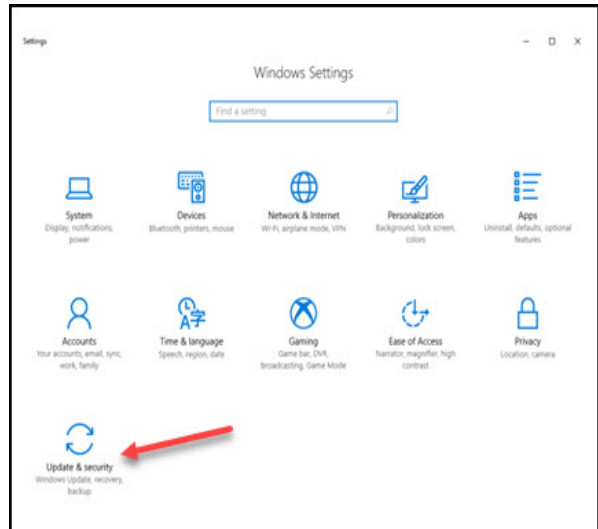 Settings
Windows Settings
Find a setting
System
Display, notifications,
power
Devices
Bluetooth, printers, mouse
Network & Internet
Wi-Fi, airplane mode, VPN
Personalization
Background, lock screen,
colors
Apps
Uninstall, defaults, optional
features
Accounts
Your accounts, email, sync,
work, family
Time & language
Speech, region, date
Gaming
Game bar, DVR,
broadcasting, Game Mode
Ease of Access
Narrator, magnifier, high
contrast
Privacy
Location, camera
Update & security
Windows Update, recovery,
backup